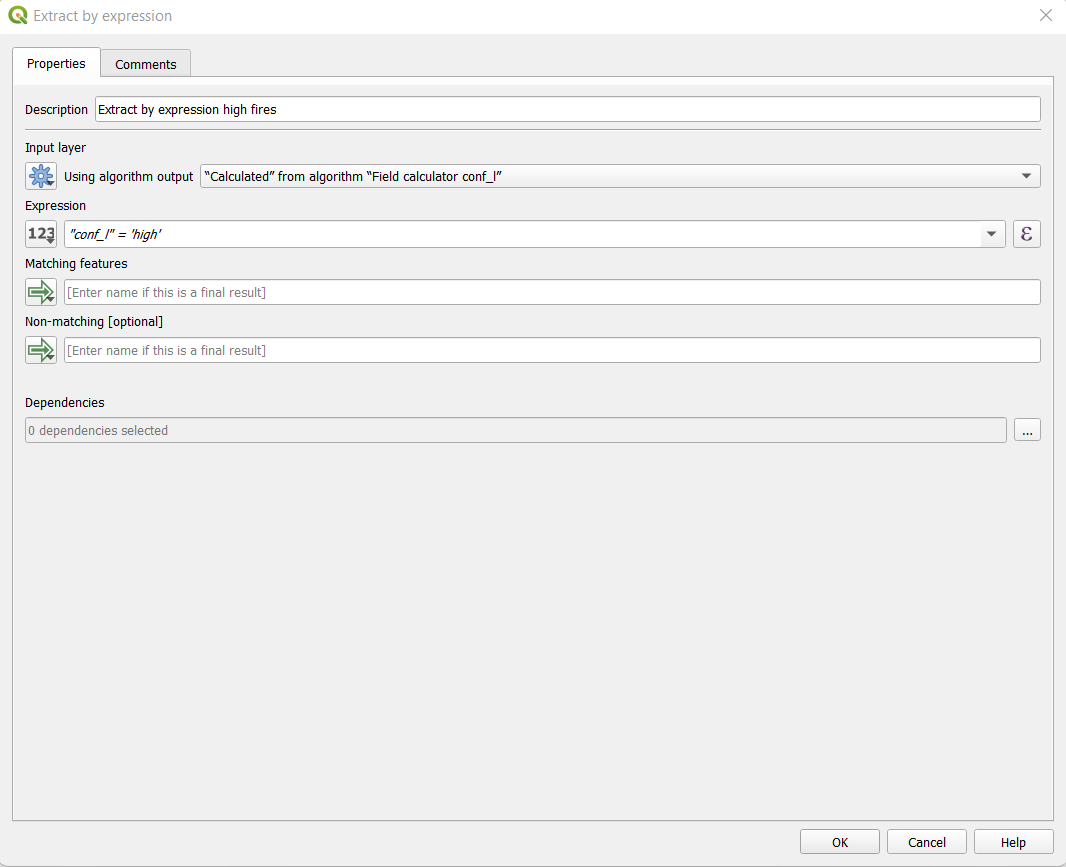 Extract by expression
Properties
Comments
Description
Extract by expression high fires
Input layer
Using algorithm output
“Calculated” from algorithm “Field calculator conf_l”
Expression
123
"conf_l" = 'high'
ε
Matching features
[Enter name if this is a final result]
Non-matching [optional]
[Enter name if this is a final result]
Dependencies
0 dependencies selected
...
OK
Cancel
Help